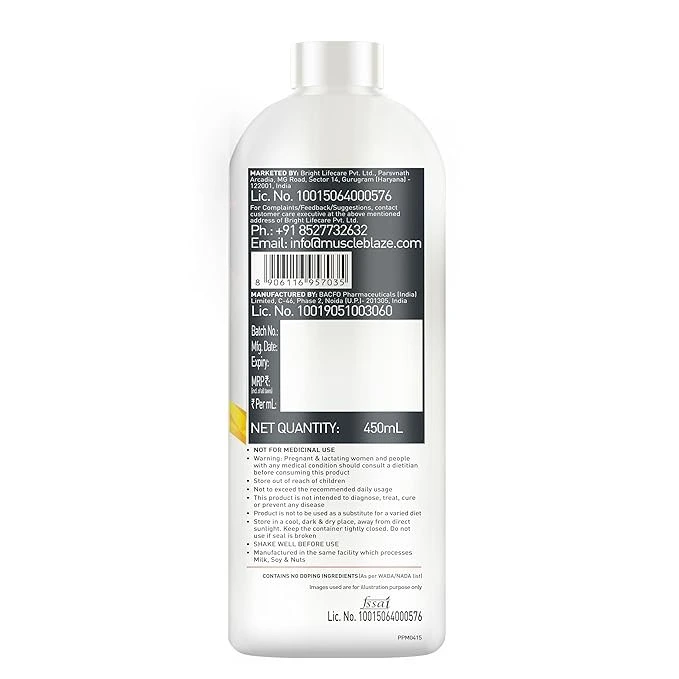 MARKETED BY: Bright Lifecare Pvt. Ltd., Parsvnath
Arcadia, MG Road, Sector 14, Gurugram (Haryana) -
122001, India
Lic. No. 10015064000576
For Complaints/Feedback/Suggestions, contact
customer care executive at the above mentioned
address of Bright Lifecare Pvt. Ltd.
Ph.: +91 8527732632
Email: info@muscleblaze.com
8 906116 957035
MANUFACTURED BY: BACFO Pharmaceuticals (India)
Limited, C-46, Phase 2, Noida (U.P.)- 201305, India
Lic. No. 10019051003060
Batch No.:
Mfg. Date:
Expiry:
MRP ₹:
(incl. of all taxes)
₹ Per mL:
NET QUANTITY: 450mL
• NOT FOR MEDICINAL USE
• Warning: Pregnant & lactating women and people
with any medical condition should consult a dietitian
before consuming this product
• Store out of reach of children
• Not to exceed the recommended daily usage
• This product is not intended to diagnose, treat, cure
or prevent any disease
• Product is not to be used as a substitute for a varied diet
• Store in a cool, dark & dry place, away from direct
sunlight. Keep the container tightly closed. Do not
use if seal is broken
• SHAKE WELL BEFORE USE
• Manufactured in the same facility which processes
Milk, Soy & Nuts
CONTAINS NO DOPING INGREDIENTS (As per WADA/NADA list)
Images used are for illustration purpose only
fssai
Lic. No. 10015064000576
PPM0415